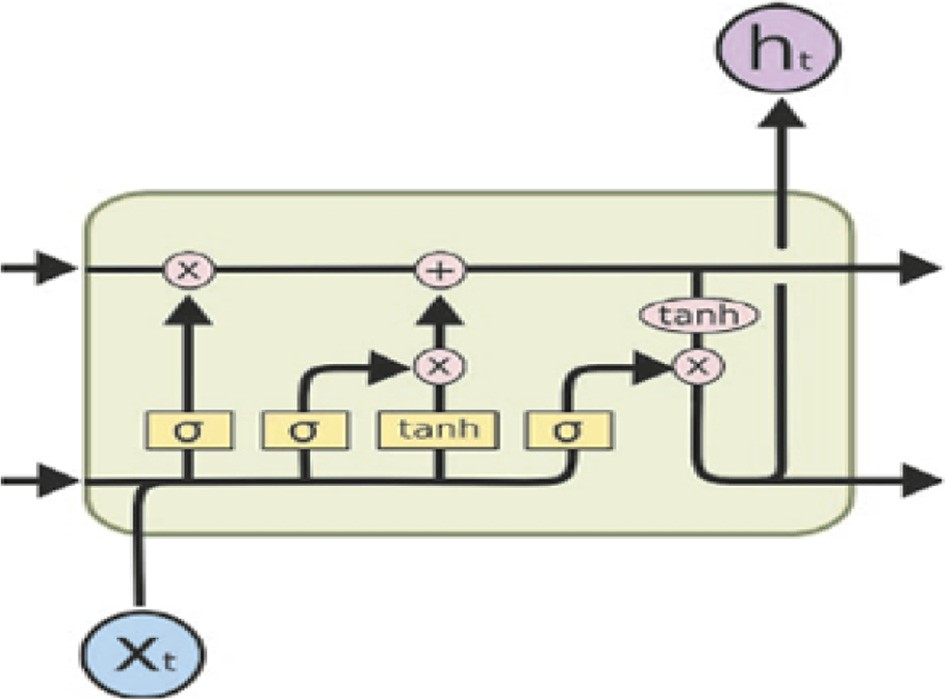 ht
× +
tanh
× ×
σ σ tanh σ
Xt